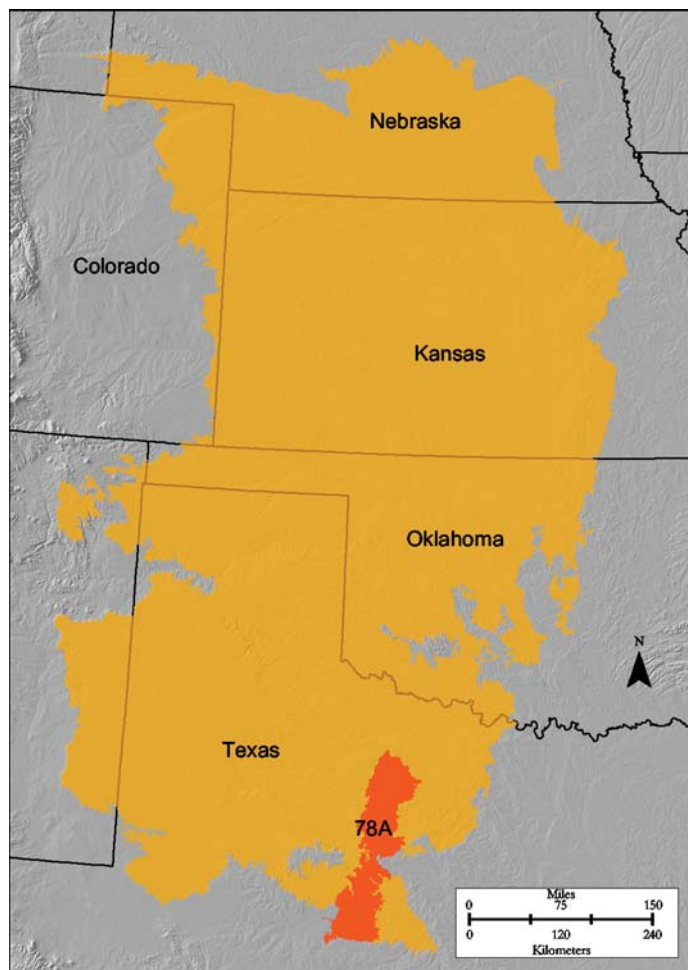 Nebraska
Colorado
Kansas
Oklahoma
N
Texas
78A
Miles
0 75 150
0 120 240
Kilometers